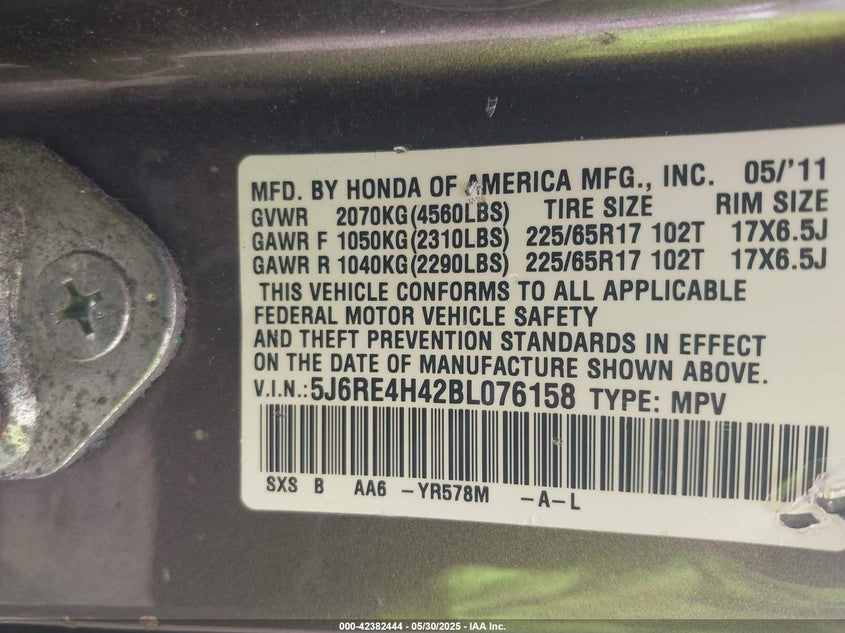 MFD. BY HONDA OF AMERICA MFG., INC. 05/'11
GVWR 2070KG(4560LBS) TIRE SIZE RIM SIZE
GAWR F 1050KG(2310LBS) 225/65R17 102T 17X6.5J
GAWR R 1040KG(2290LBS) 225/65R17 102T 17X6.5J
THIS VEHICLE CONFORMS TO ALL APPLICABLE
FEDERAL MOTOR VEHICLE SAFETY
AND THEFT PREVENTION STANDARDS IN EFFECT
ON THE DATE OF MANUFACTURE SHOWN ABOVE.
V.I.N.: 5J6RE4H42BL076158 TYPE: MPV
SXS B AA6 -YR578M -A-L
000-42382444 - 05/30/2025 - IAA Inc.